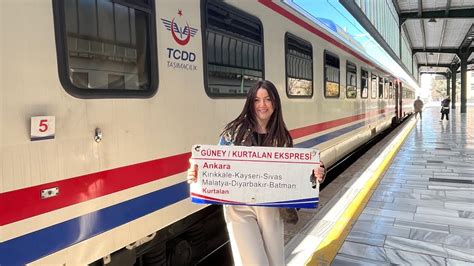 TCDD
TAŞIMACILIK
5
GÜNEY / KURTALAN EKSPRESİ
Ankara
Kırıkkale-Kayseri-Sivas
Malatya-Diyarbakır-Batman
Kurtalan